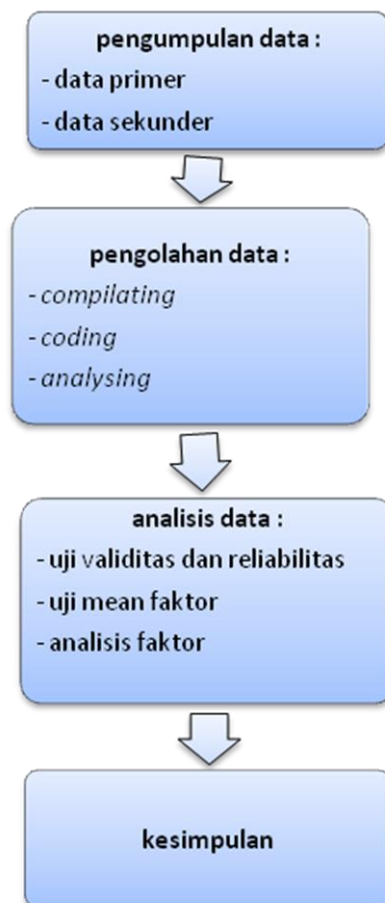 pengumpulan data :
- data primer
- data sekunder
pengolahan data :
- compilating
- coding
- analysing
analisis data :
- uji validitas dan reliabilitas
- uji mean faktor
- analisis faktor
kesimpulan